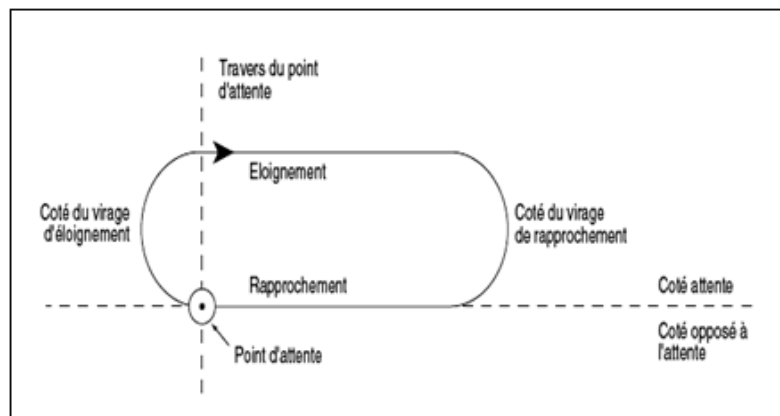 Travers du point
d'attente
Eloignement
Coté du virage
d'éloignement
Coté du virage
de rapprochement
Rapprochement
Coté attente
Point d'attente
Coté opposé à
l'attente